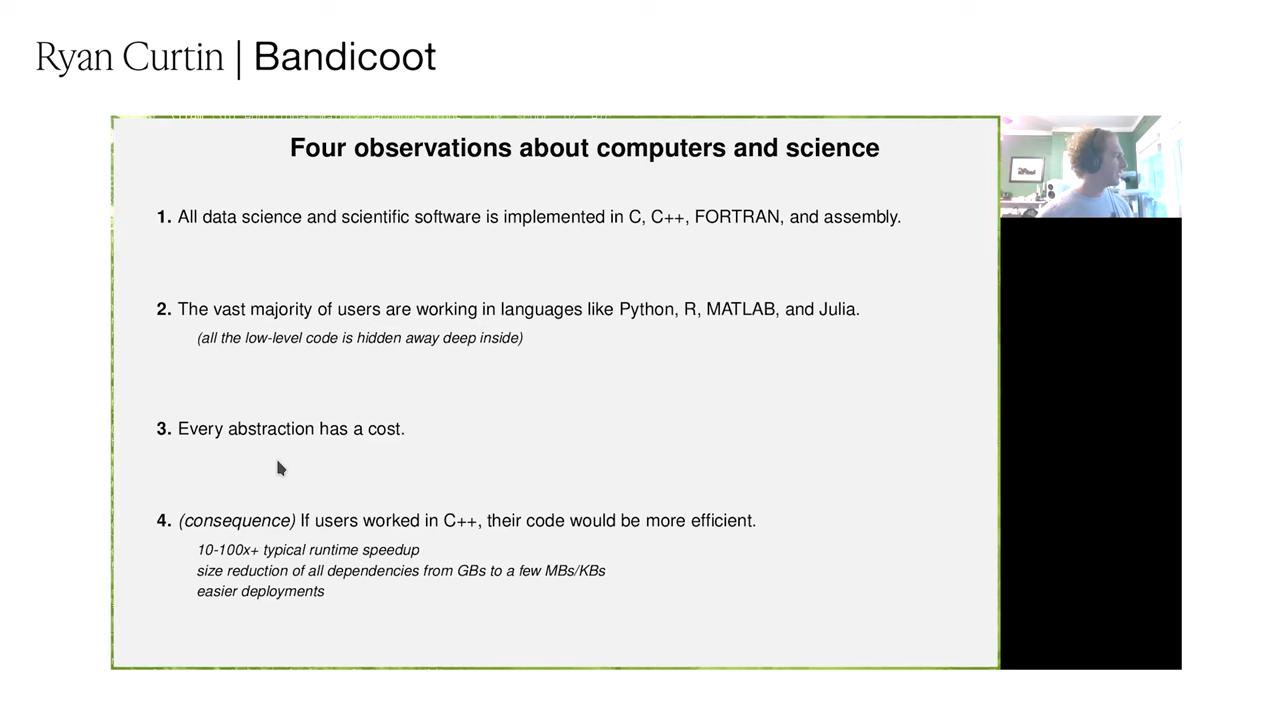 Ryan Curtin | Bandicoot
Four observations about computers and science
1. All data science and scientific software is implemented in C, C++, FORTRAN, and assembly.
2. The vast majority of users are working in languages like Python, R, MATLAB, and Julia.
(all the low-level code is hidden away deep inside)
3. Every abstraction has a cost.
4. (consequence) If users worked in C++, their code would be more efficient.
10-100x+ typical runtime speedup
size reduction of all dependencies from GBs to a few MBs/KBs
easier deployments